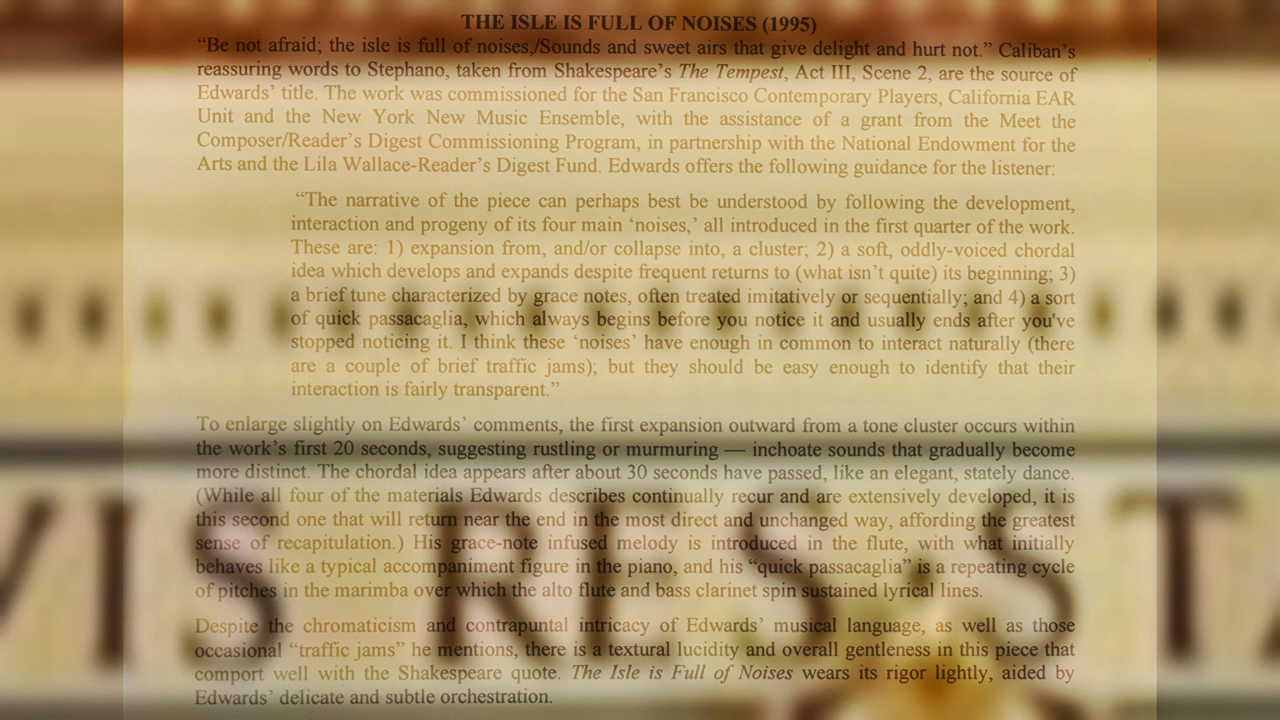 THE ISLE IS FULL OF NOISES (1995)
“Be not afraid; the isle is full of noises,/Sounds and sweet airs that give delight and hurt not.” Caliban’s
reassuring words to Stephano, taken from Shakespeare’s The Tempest, Act III, Scene 2, are the source of
Edwards’ title. The work was commissioned for the San Francisco Contemporary Players, California EAR
Unit and the New York New Music Ensemble, with the assistance of a grant from the Meet the
Composer/Reader’s Digest Commissioning Program, in partnership with the National Endowment for the
Arts and the Lila Wallace-Reader’s Digest Fund. Edwards offers the following guidance for the listener:
“The narrative of the piece can perhaps best be understood by following the development,
interaction and progeny of its four main ‘noises,’ all introduced in the first quarter of the work.
These are: 1) expansion from, and/or collapse into, a cluster; 2) a soft, oddly-voiced chordal
idea which develops and expands despite frequent returns to (what isn’t quite) its beginning; 3)
a brief tune characterized by grace notes, often treated imitatively or sequentially; and 4) a sort
of quick passacaglia, which always begins before you notice it and usually ends after you've
stopped noticing it. I think these ‘noises’ have enough in common to interact naturally (there
are a couple of brief traffic jams); but they should be easy enough to identify that their
interaction is fairly transparent.”
To enlarge slightly on Edwards’ comments, the first expansion outward from a tone cluster occurs within
the work’s first 20 seconds, suggesting rustling or murmuring — inchoate sounds that gradually become
more distinct. The chordal idea appears after about 30 seconds have passed, like an elegant, stately dance.
(While all four of the materials Edwards describes continually recur and are extensively developed, it is
this second one that will return near the end in the most direct and unchanged way, affording the greatest
sense of recapitulation.) His grace-note infused melody is introduced in the flute, with what initially
behaves like a typical accompaniment figure in the piano, and his “quick passacaglia” is a repeating cycle
of pitches in the marimba over which the alto flute and bass clarinet spin sustained lyrical lines.
Despite the chromaticism and contrapuntal intricacy of Edwards’ musical language, as well as those
occasional “traffic jams” he mentions, there is a textural lucidity and overall gentleness in this piece that
comport well with the Shakespeare quote. The Isle is Full of Noises wears its rigor lightly, aided by
Edwards’ delicate and subtle orchestration.